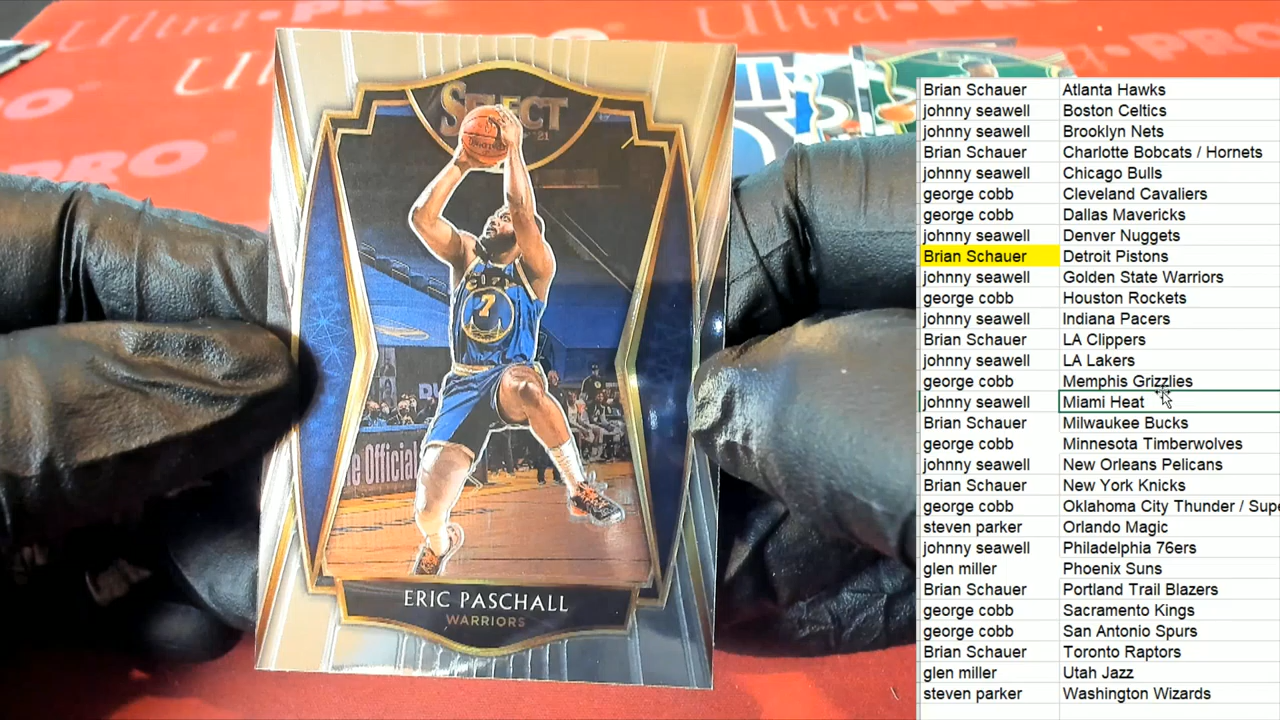 Ultra•PRO
SELECT
'21
CITY
7
the Official
ERIC PASCHALL
WARRIORS
Brian Schauer Atlanta Hawks
johnny seawell Boston Celtics
johnny seawell Brooklyn Nets
Brian Schauer Charlotte Bobcats / Hornets
johnny seawell Chicago Bulls
george cobb Cleveland Cavaliers
george cobb Dallas Mavericks
johnny seawell Denver Nuggets
Brian Schauer Detroit Pistons
johnny seawell Golden State Warriors
george cobb Houston Rockets
johnny seawell Indiana Pacers
Brian Schauer LA Clippers
johnny seawell LA Lakers
george cobb Memphis Grizzlies
johnny seawell Miami Heat
Brian Schauer Milwaukee Bucks
george cobb Minnesota Timberwolves
johnny seawell New Orleans Pelicans
Brian Schauer New York Knicks
george cobb Oklahoma City Thunder / Supe
steven parker Orlando Magic
johnny seawell Philadelphia 76ers
glen miller Phoenix Suns
Brian Schauer Portland Trail Blazers
george cobb Sacramento Kings
george cobb San Antonio Spurs
Brian Schauer Toronto Raptors
glen miller Utah Jazz
steven parker Washington Wizards